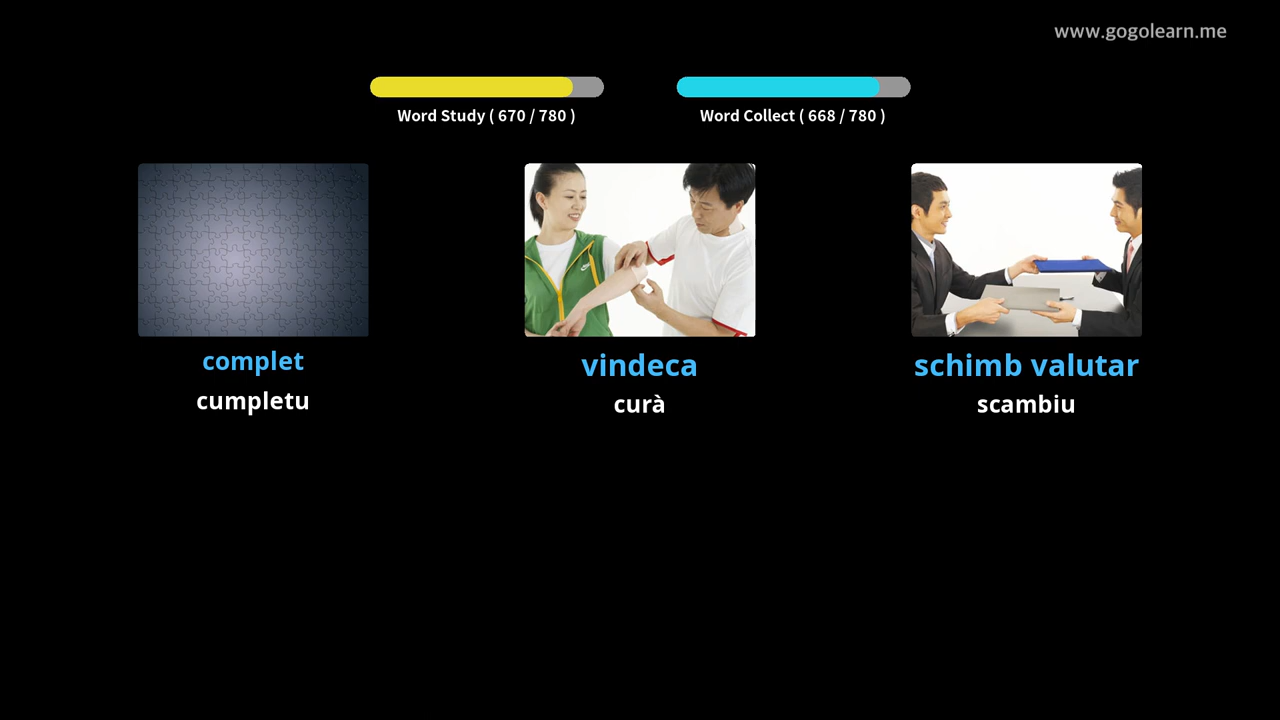 www.gogolearn.me
Word Study ( 670 / 780 )
Word Collect ( 668 / 780 )
complet
vindeca
schimb valutar
cumpletu
curà
scambiu